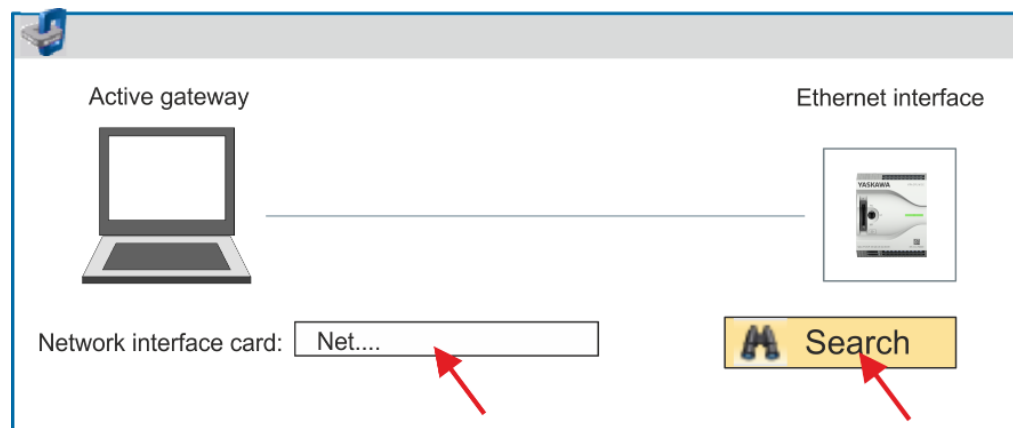 Active gateway
Ethernet interface
YASKAWA
Network interface card: Net....
Search